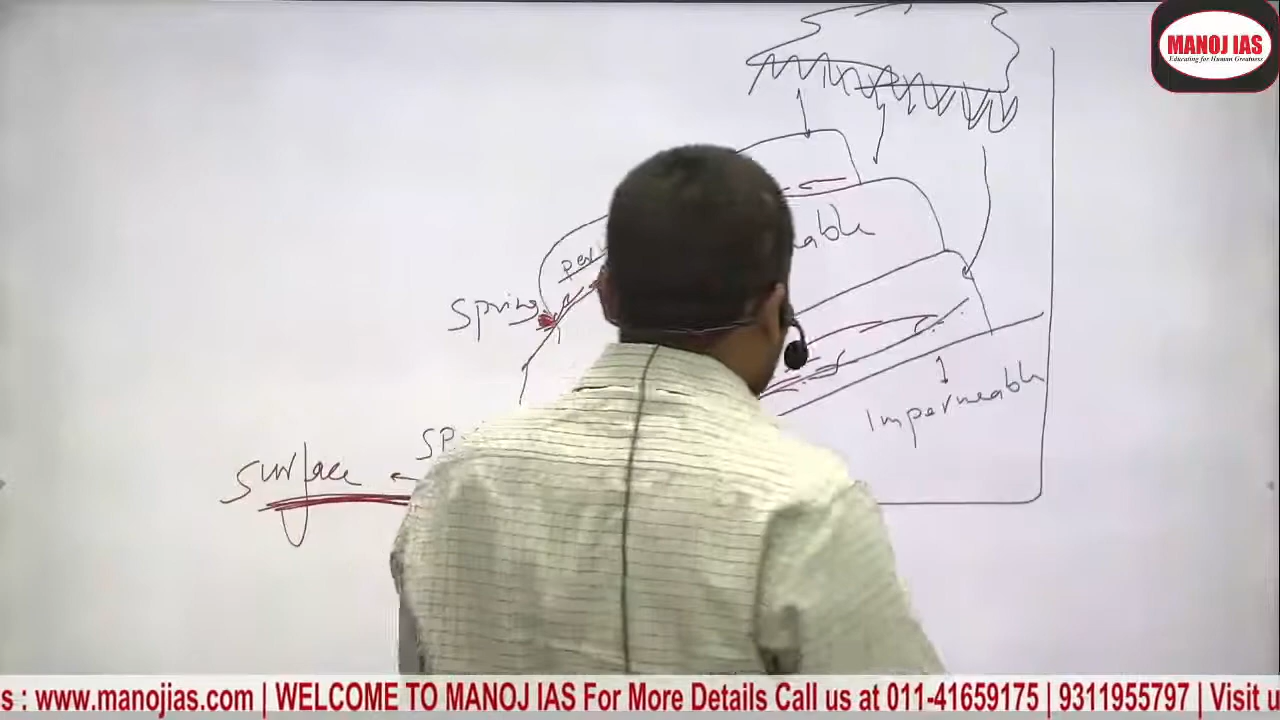 MANOJ IAS
Educating for Human Greatness
Spring
surface
Impermeable
s : www.manojias.com | WELCOME TO MANOJ IAS For More Details Call us at 011-41659175 | 9311955797 | Visit u